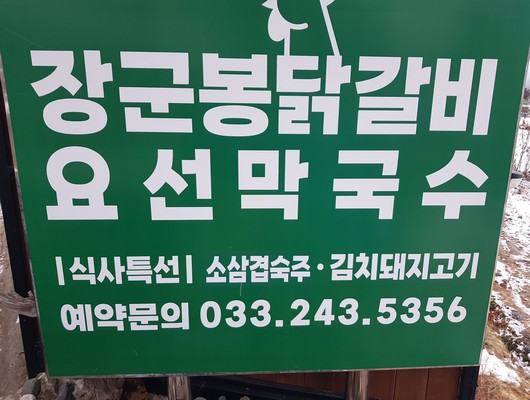 장군봉닭갈비
요선막국수
|식사특선| 소삼겹숙주·김치돼지고기
예약문의 033.243.5356